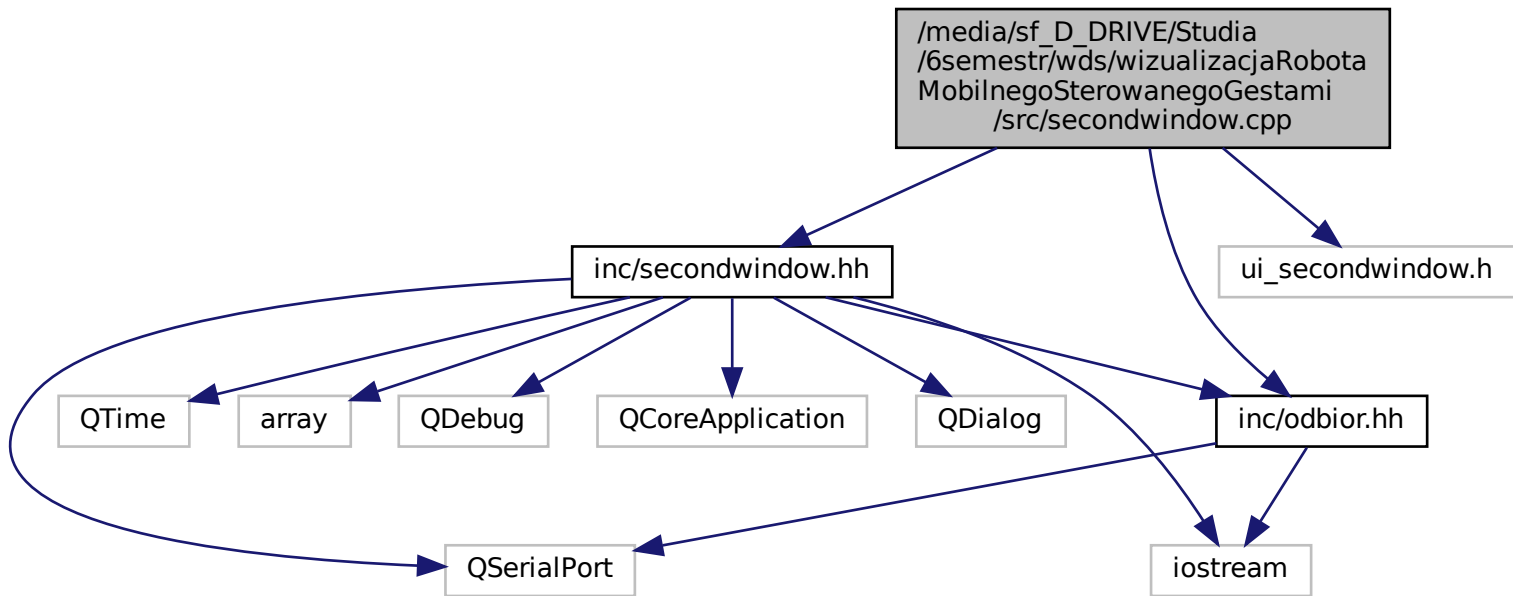 /media/sf_D_DRIVE/Studia
/6semestr/wds/wizualizacjaRobota
MobilnegoSterowanegoGestami
/src/secondwindow.cpp
inc/secondwindow.hh
ui_secondwindow.h
QTime
array
QDebug
QCoreApplication
QDialog
inc/odbior.hh
QSerialPort
iostream